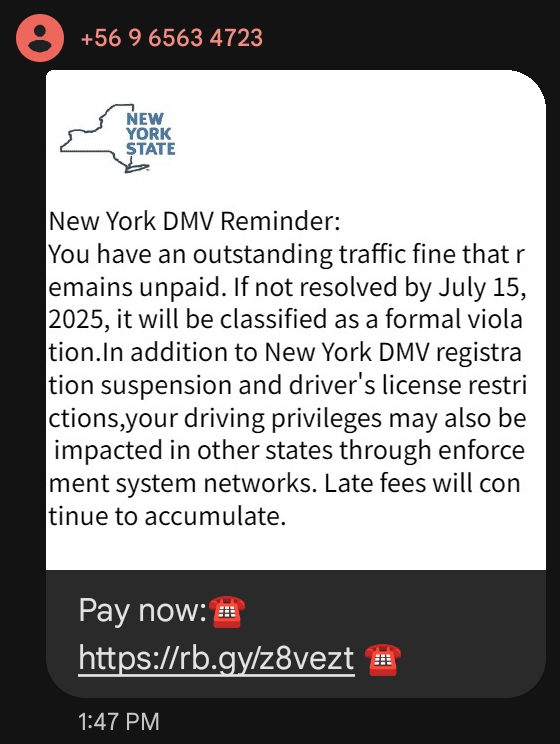 +56 9 6563 4723
NEW
YORK
STATE
New York DMV Reminder:
You have an outstanding traffic fine that r
emains unpaid. If not resolved by July 15,
2025, it will be classified as a formal viola
tion.In addition to New York DMV registra
tion suspension and driver's license restri
ctions,your driving privileges may also be
impacted in other states through enforce
ment system networks. Late fees will con
tinue to accumulate.
Pay now:☎️
https://rb.gy/z8vezt ☎️
1:47 PM